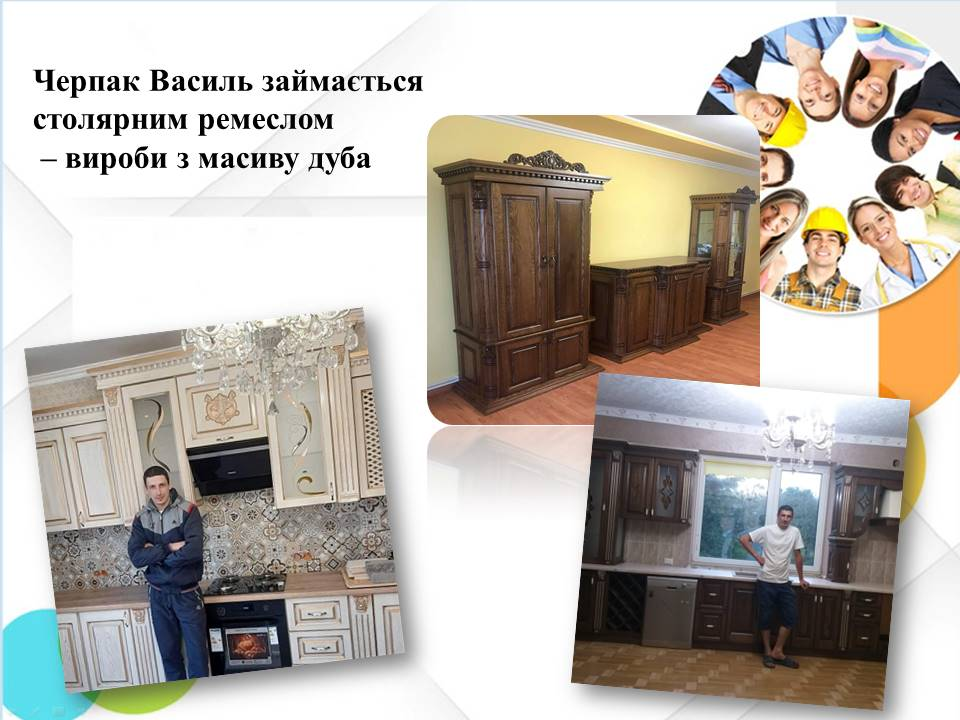 Черпак Василь займається
столярним ремеслом
– вироби з масиву дуба